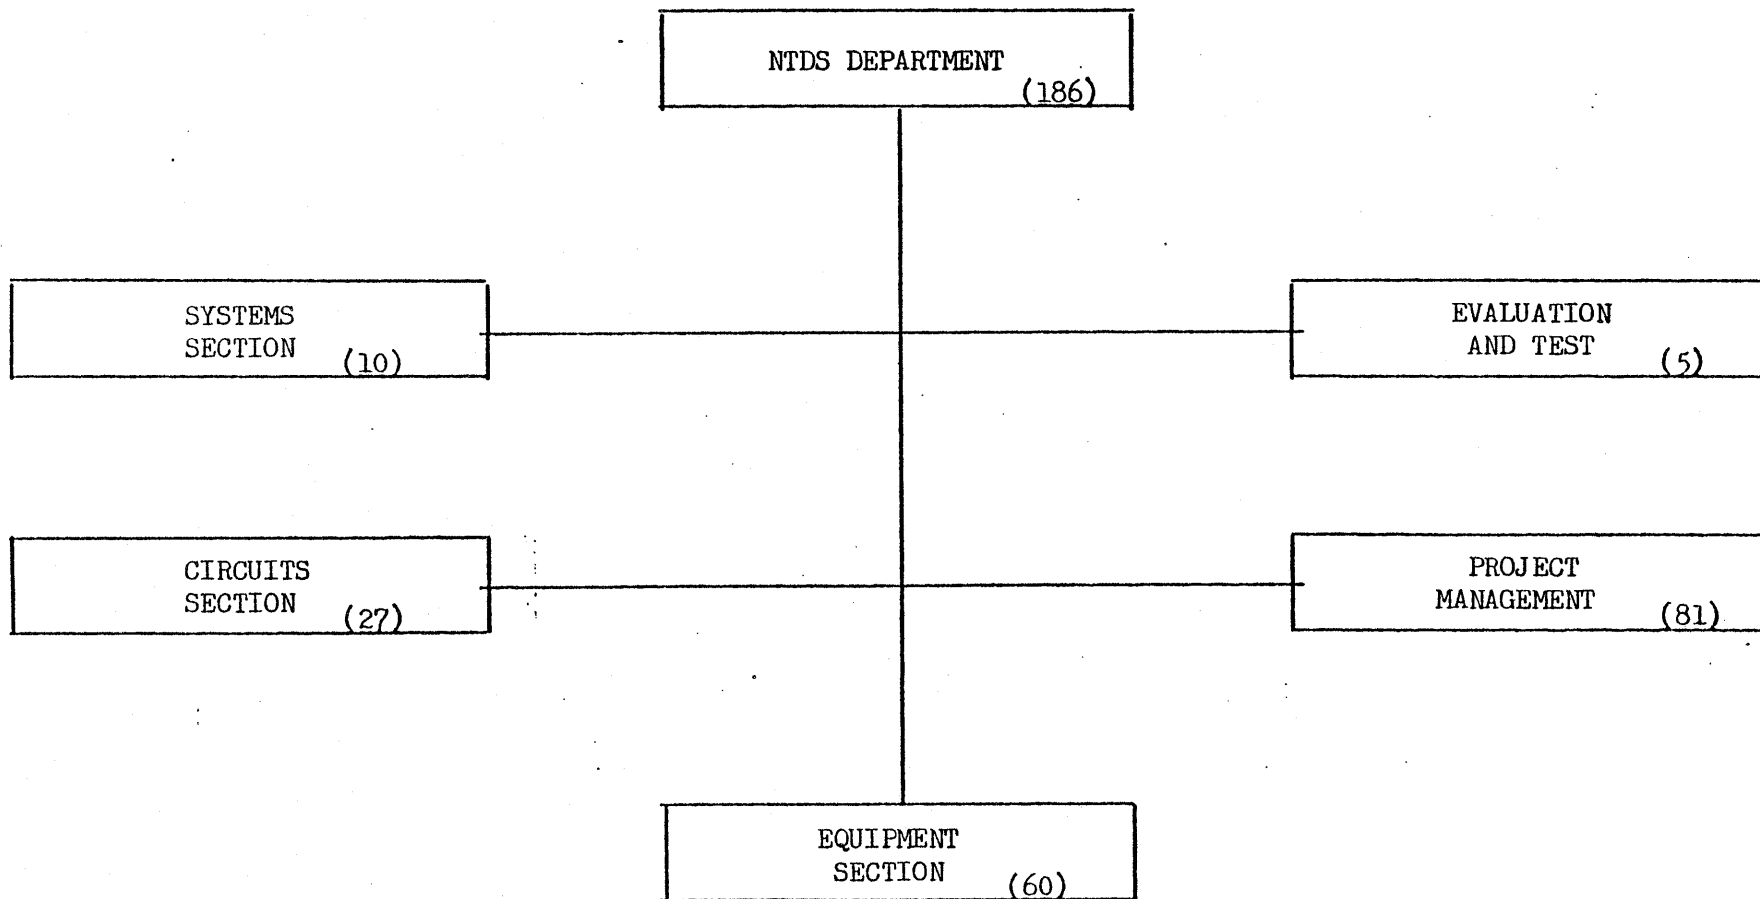 NTDS DEPARTMENT
(186)
SYSTEMS
SECTION
(10)
EVALUATION
AND TEST
(5)
CIRCUITS
SECTION
(27)
PROJECT
MANAGEMENT
(81)
EQUIPMENT
SECTION
(60)